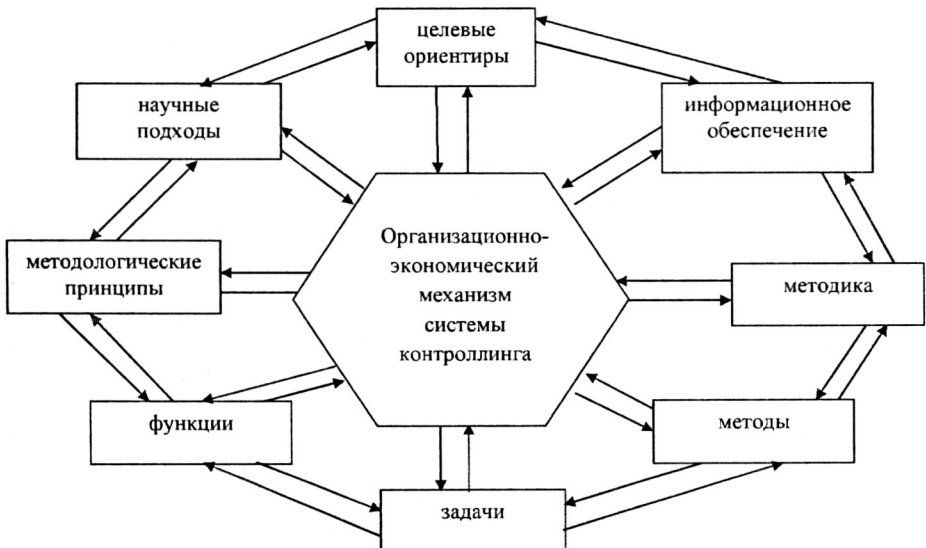 целевые
ориентиры
научные
подходы
информационное
обеспечение
Организационно-
экономический
механизм
системы
контроллинга
методологические
принципы
методика
функции
методы
задачи